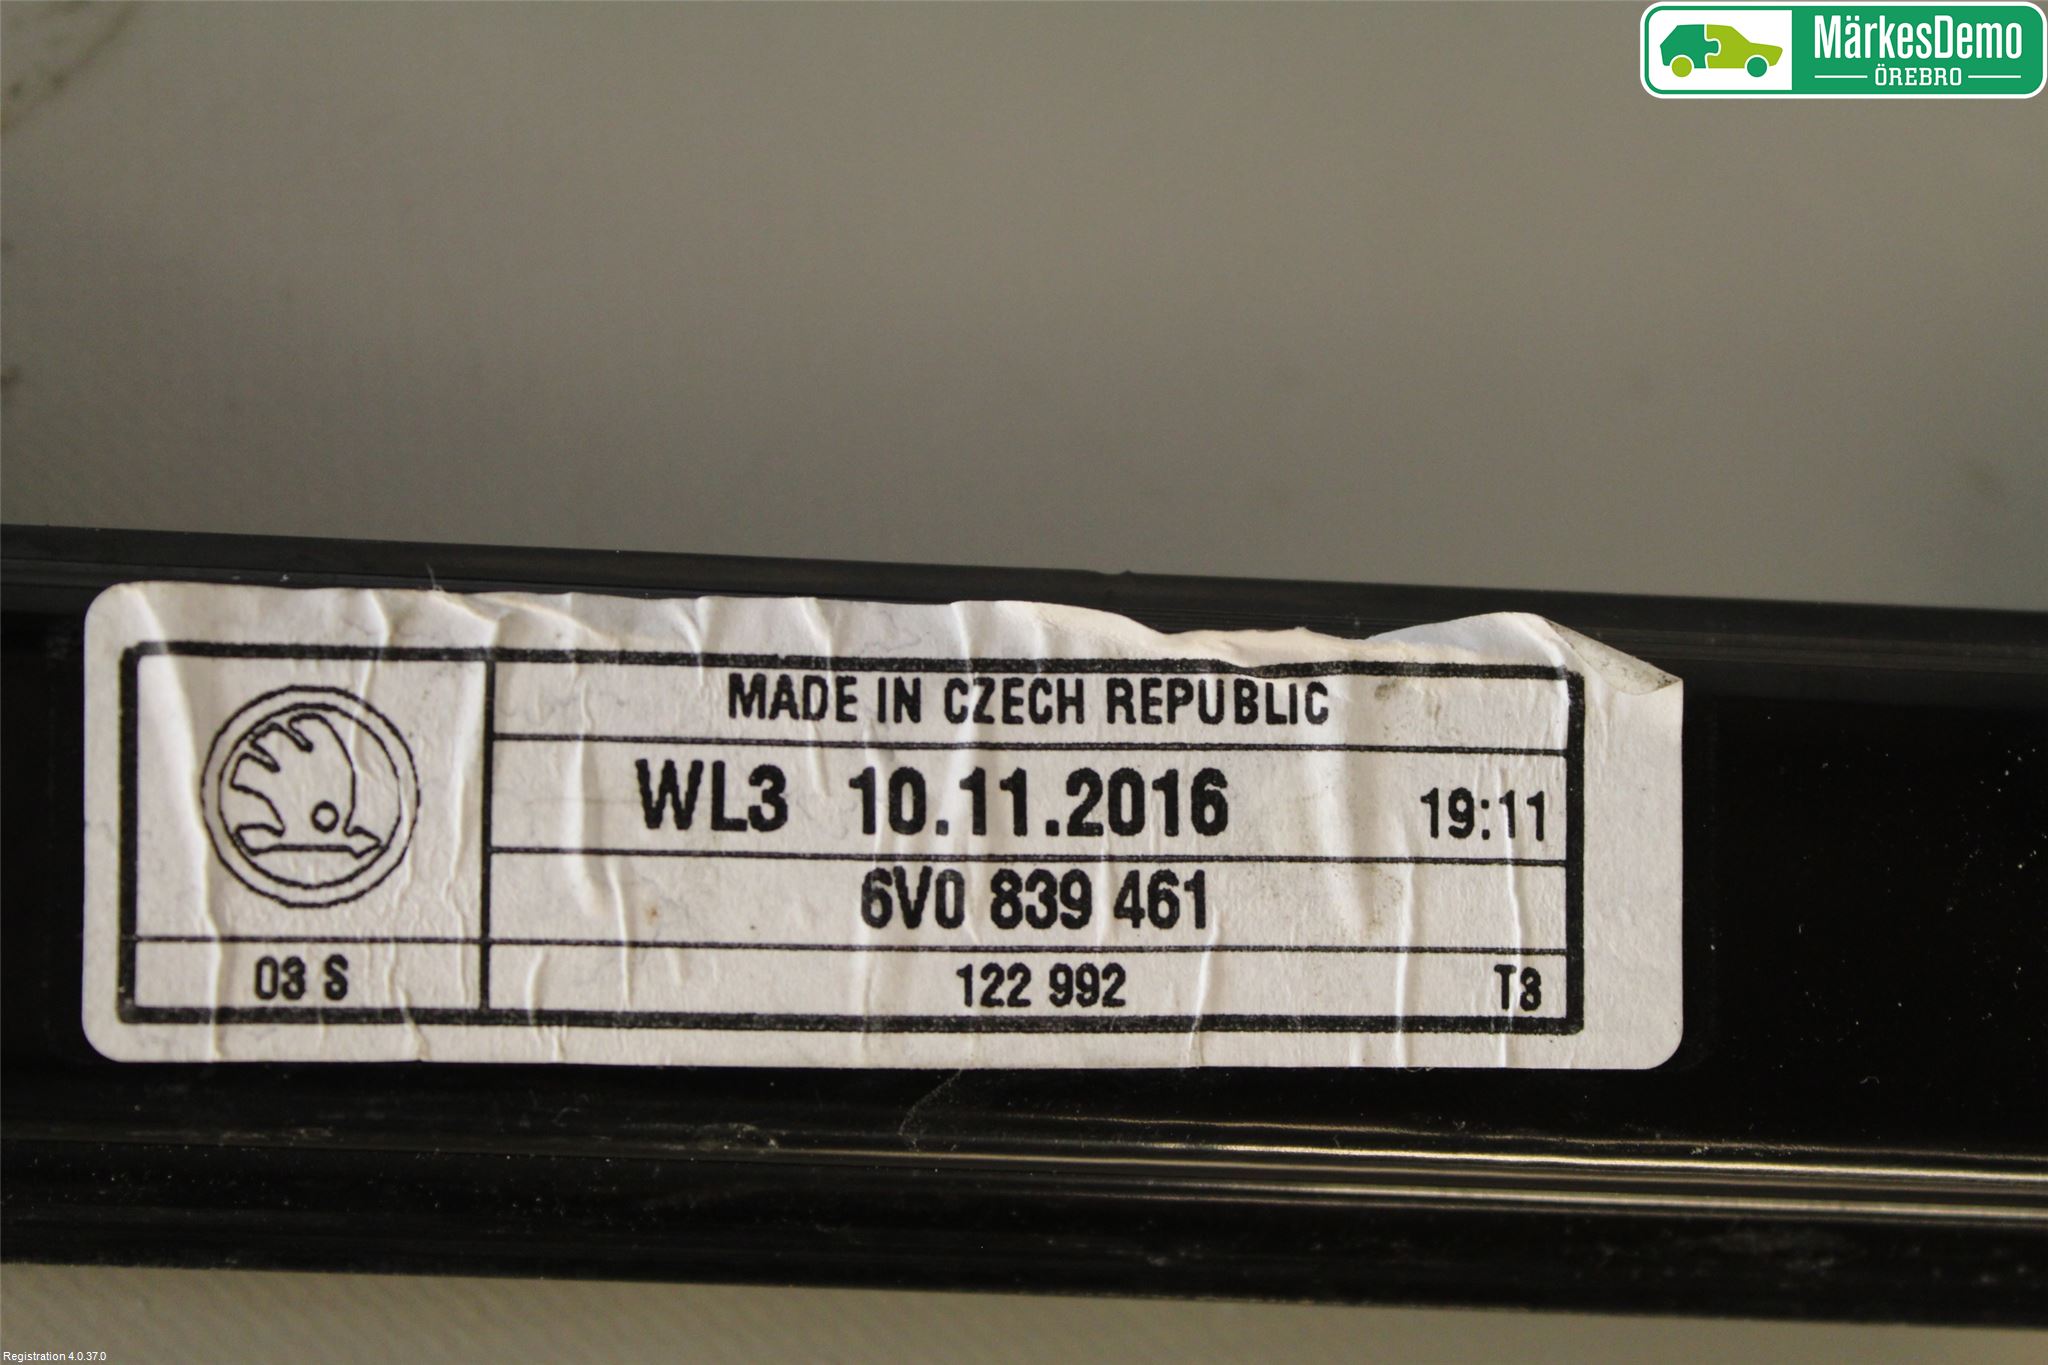 MärkesDemo
ÖREBRO
MADE IN CZECH REPUBLIC
WL3 10.11.2016 19:11
6V0 839 461
03 S 122 992 T3
Registration 4.0.37.0